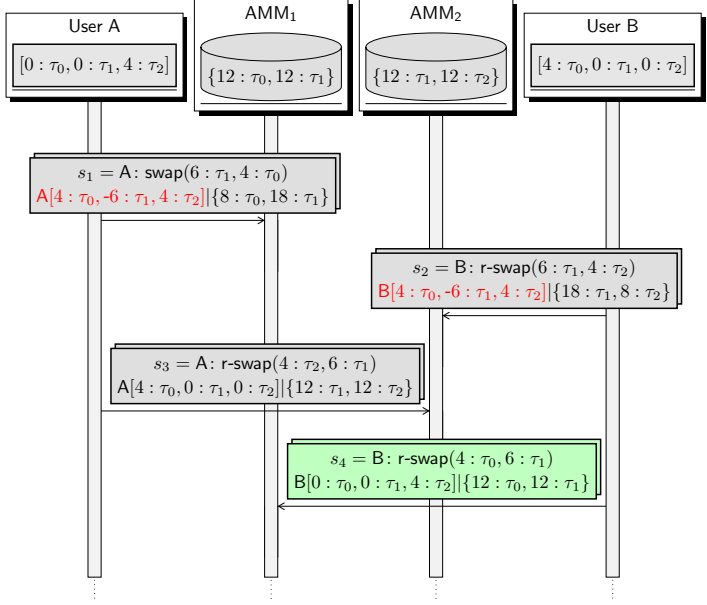 User A
AMM₁
AMM₂
User B
[0 : τ₀, 0 : τ₁, 4 : τ₂]
{12 : τ₀, 12 : τ₁}
{12 : τ₁, 12 : τ₂}
[4 : τ₀, 0 : τ₁, 0 : τ₂]
s₁ = A: swap(6 : τ₁, 4 : τ₀)
A[4 : τ₀, -6 : τ₁, 4 : τ₂]|{8 : τ₀, 18 : τ₁}
s₂ = B: r-swap(6 : τ₁, 4 : τ₂)
B[4 : τ₀, -6 : τ₁, 4 : τ₂]|{18 : τ₁, 8 : τ₂}
s₃ = A: r-swap(4 : τ₂, 6 : τ₁)
A[4 : τ₀, 0 : τ₁, 0 : τ₂]|{12 : τ₁, 12 : τ₂}
s₄ = B: r-swap(4 : τ₀, 6 : τ₁)
B[0 : τ₀, 0 : τ₁, 4 : τ₂]|{12 : τ₀, 12 : τ₁}